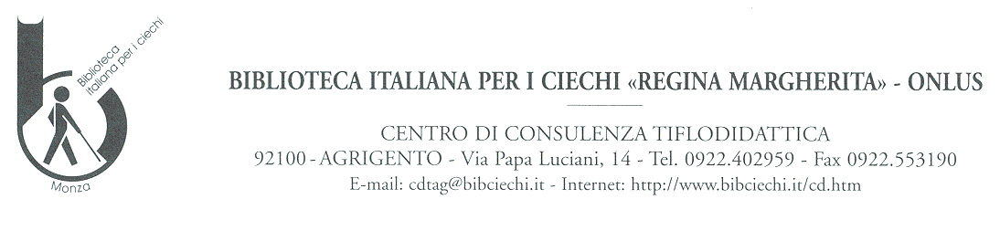 Biblioteca
italiana per i ciechi
Monza
BIBLIOTECA ITALIANA PER I CIECHI «REGINA MARGHERITA» - ONLUS
CENTRO DI CONSULENZA TIFLODIDATTICA
92100 - AGRIGENTO - Via Papa Luciani, 14 - Tel. 0922.402959 - Fax 0922.553190
E-mail: cdtag@bibciechi.it - Internet: http://www.bibciechi.it/cd.htm